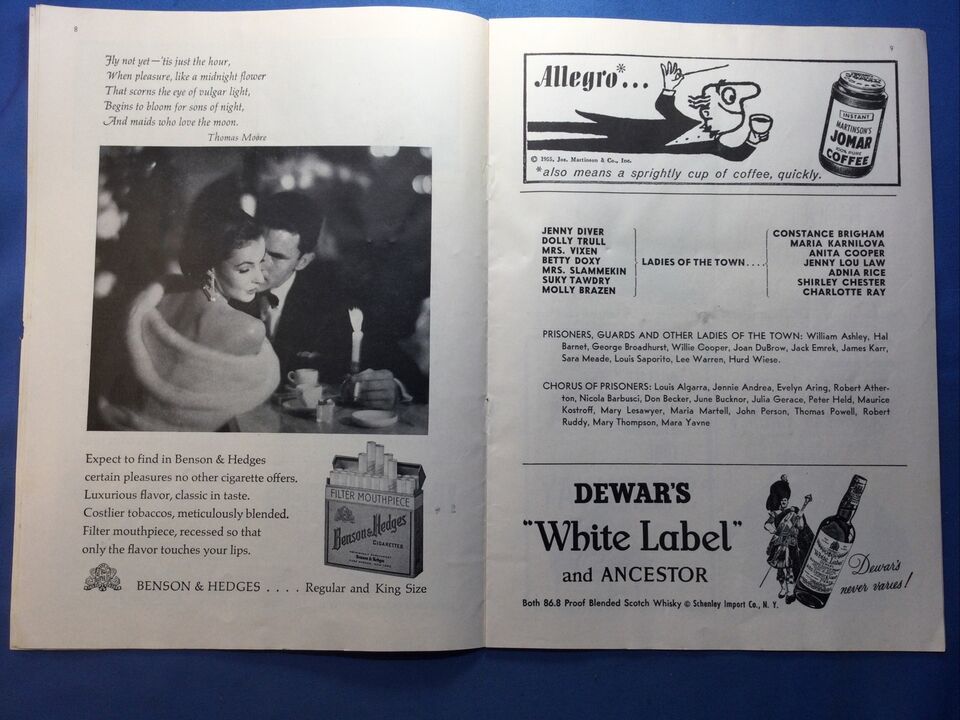 8
Fly not yet—'tis just the hour,
When pleasure, like a midnight flower
That scorns the eye of vulgar light,
Begins to bloom for sons of night,
And maids who love the moon.
Thomas Moore
Expect to find in Benson & Hedges
certain pleasures no other cigarette offers.
Luxurious flavor, classic in taste.
Costlier tobaccos, meticulously blended.
Filter mouthpiece, recessed so that
only the flavor touches your lips.
FILTER MOUTHPIECE
Benson & Hedges
CIGARETTES
Benson & Hedges
BENSON & HEDGES . . . . Regular and King Size
9
Allegro*...
INSTANT
MARTINSON'S
JOMAR
100% PURE
COFFEE
© 1955, Jos. Martinson & Co., Inc.
*also means a sprightly cup of coffee, quickly.
JENNY DIVER
DOLLY TRULL
MRS. VIXEN
BETTY DOXY
MRS. SLAMMEKIN
SUKY TAWDRY
MOLLY BRAZEN
LADIES OF THE TOWN....
CONSTANCE BRIGHAM
MARIA KARNILOVA
ANITA COOPER
JENNY LOU LAW
ADNIA RICE
SHIRLEY CHESTER
CHARLOTTE RAY
PRISONERS, GUARDS AND OTHER LADIES OF THE TOWN: William Ashley, Hal
Barnet, George Broadhurst, Willie Cooper, Joan DuBrow, Jack Emrek, James Karr,
Sara Meade, Louis Saporito, Lee Warren, Hurd Wiese.
CHORUS OF PRISONERS: Louis Algarra, Jennie Andrea, Evelyn Aring, Robert Ather-
ton, Nicola Barbusci, Don Becker, June Bucknor, Julia Gerace, Peter Held, Maurice
Kostroff, Mary Lesawyer, Maria Martell, John Person, Thomas Powell, Robert
Ruddy, Mary Thompson, Mara Yavne
DEWAR'S
"White Label"
and ANCESTOR
Both 86.8 Proof Blended Scotch Whisky © Schenley Import Co., N. Y.
"White Label"
Dewar's
never varies!